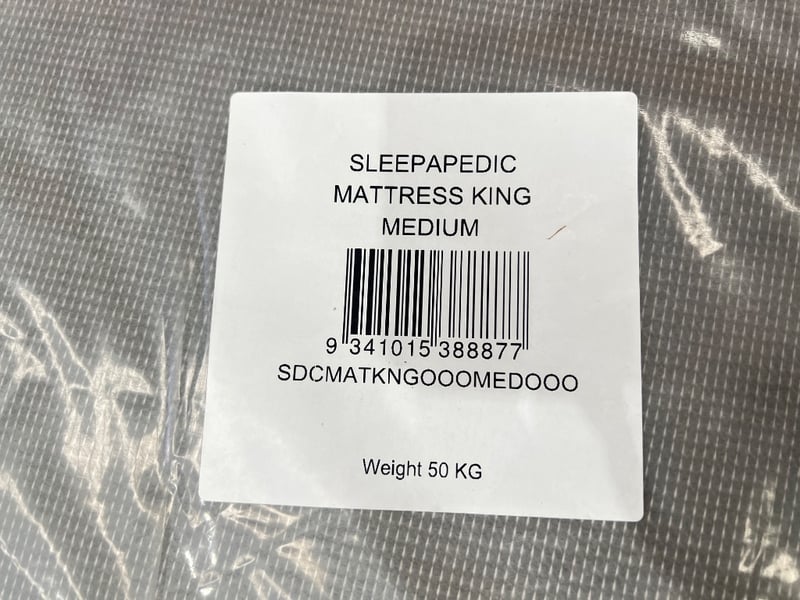 SLEEPAPEDIC
MATTRESS KING
MEDIUM
9 341015 388877
SDCMATKNGOOOMEDOOO
Weight 50 KG